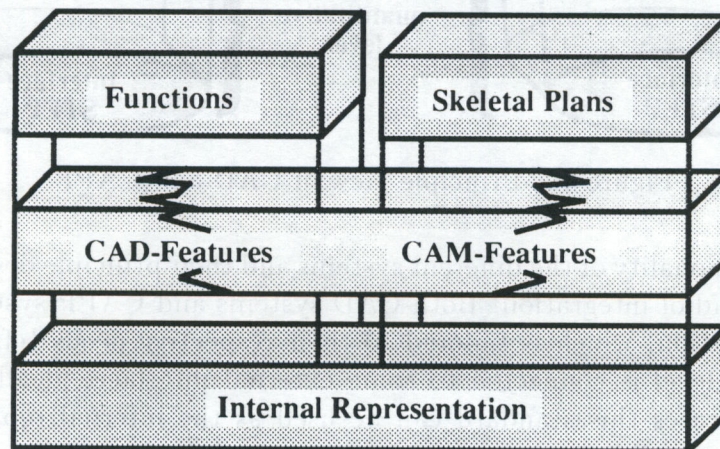 Functions
Skeletal Plans
CAD-Features
CAM-Features
Internal Representation